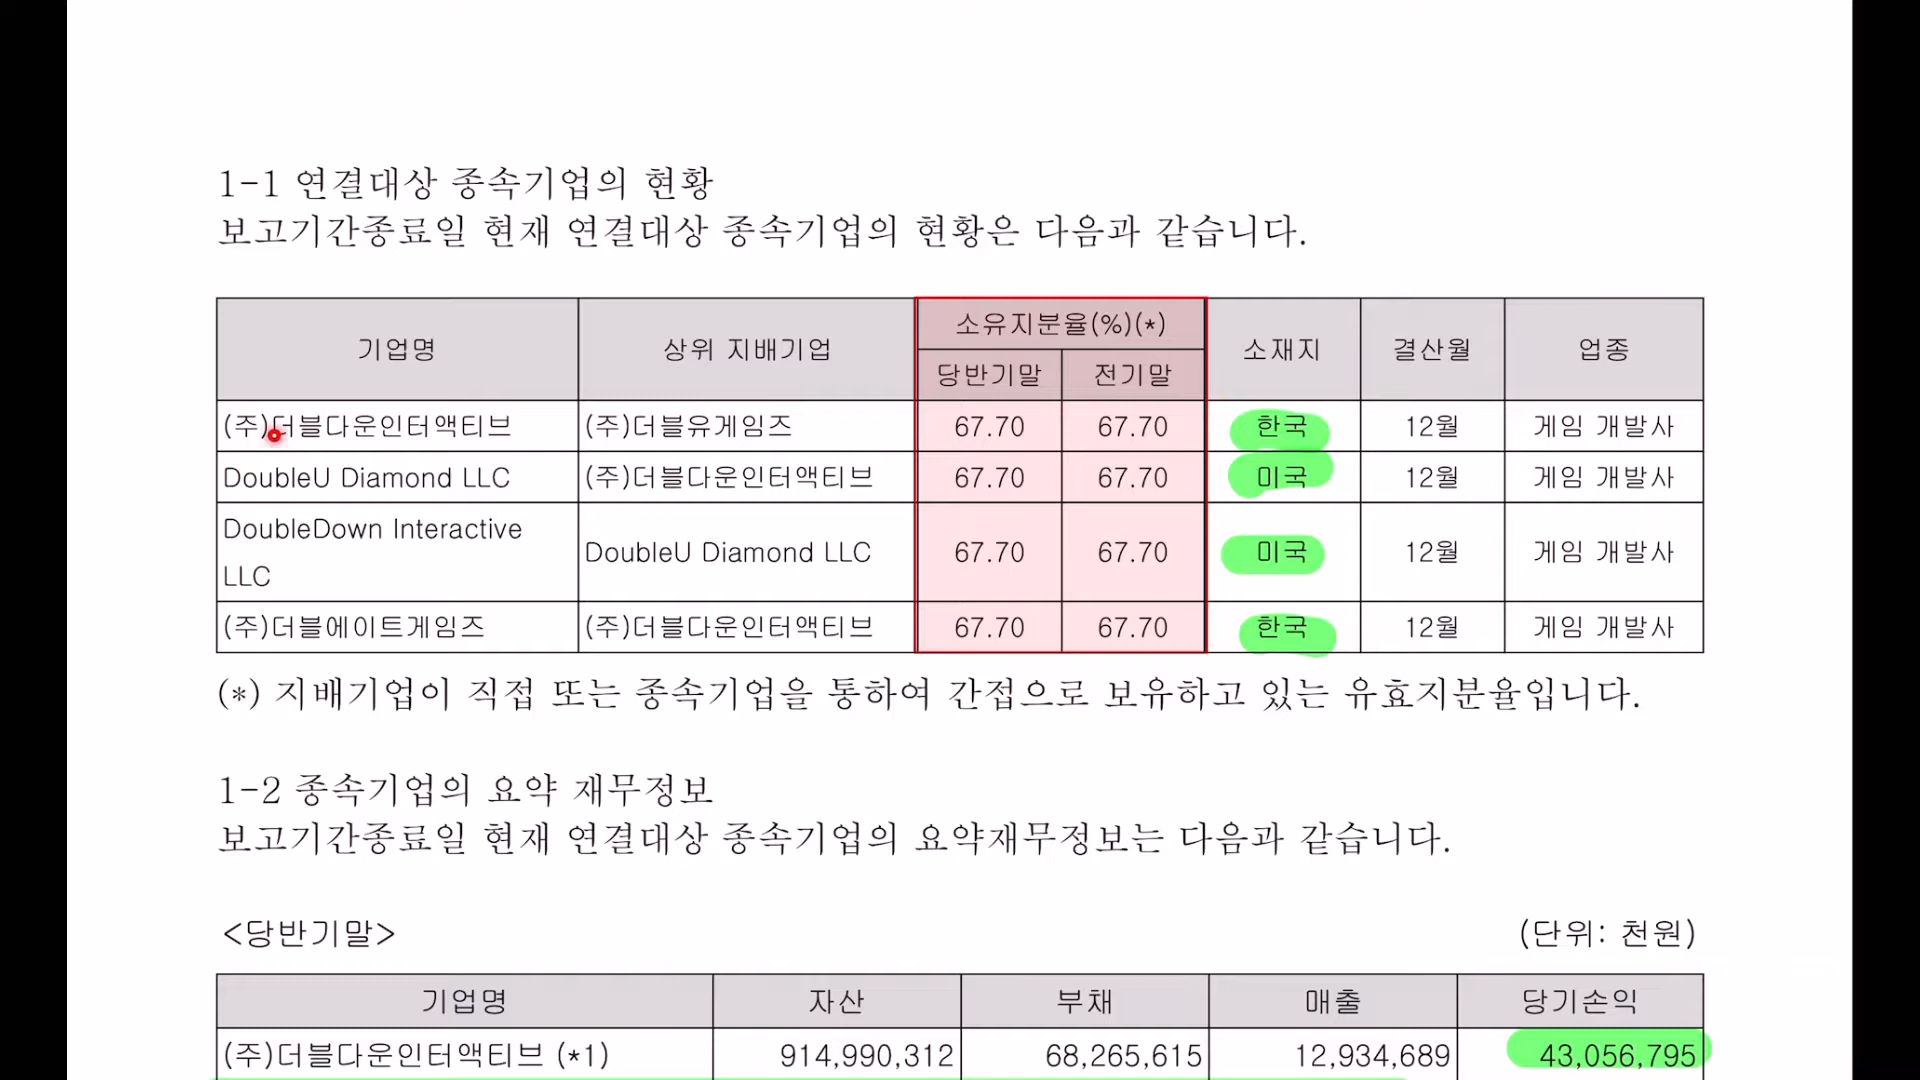 1-1 연결대상 종속기업의 현황
보고기간종료일 현재 연결대상 종속기업의 현황은 다음과 같습니다.
기업명 상위 지배기업 소유지분율(%)(*) 소재지 결산월 업종
당반기말 전기말
(주)더블다운인터액티브 (주)더블유게임즈 67.70 67.70 한국 12월 게임 개발사
DoubleU Diamond LLC (주)더블다운인터액티브 67.70 67.70 미국 12월 게임 개발사
DoubleDown Interactive
LLC DoubleU Diamond LLC 67.70 67.70 미국 12월 게임 개발사
(주)더블에이트게임즈 (주)더블다운인터액티브 67.70 67.70 한국 12월 게임 개발사
(*) 지배기업이 직접 또는 종속기업을 통하여 간접으로 보유하고 있는 유효지분율입니다.
1-2 종속기업의 요약 재무정보
보고기간종료일 현재 연결대상 종속기업의 요약재무정보는 다음과 같습니다.
<당반기말> (단위: 천원)
기업명 자산 부채 매출 당기손익
(주)더블다운인터액티브 (*1) 914,990,312 68,265,615 12,934,689 43,056,795